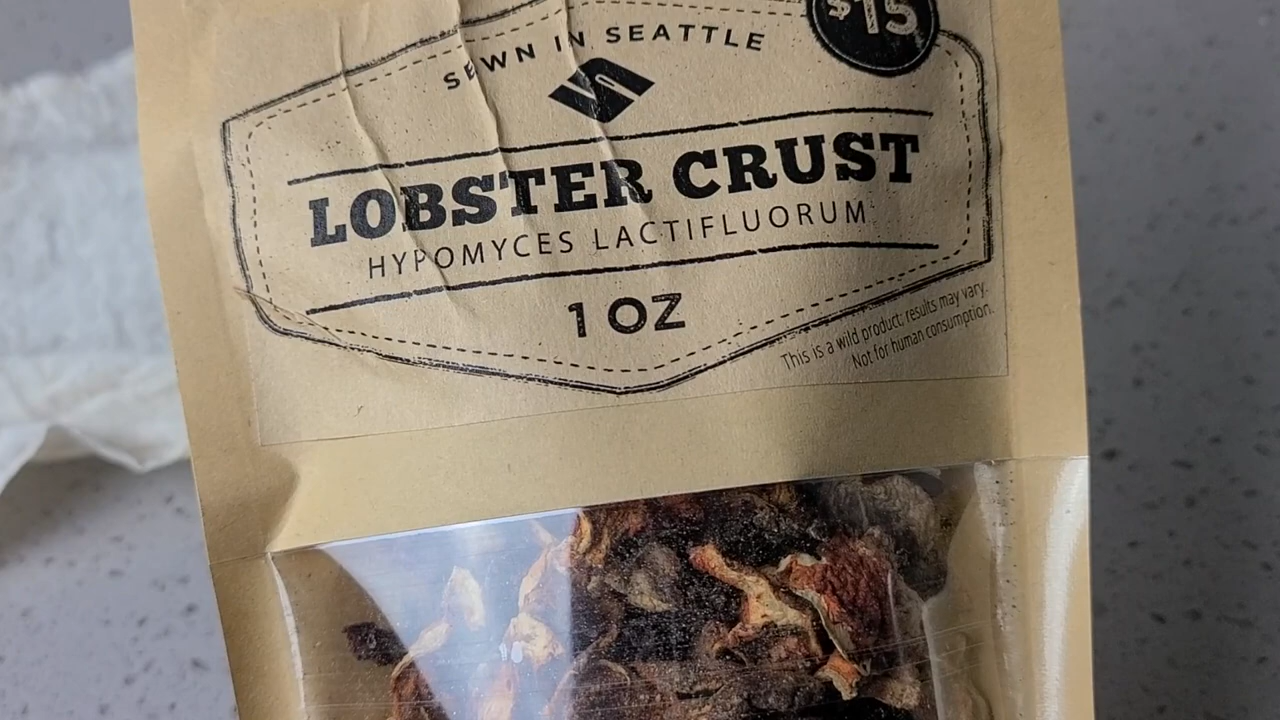 $15
SEWN IN SEATTLE
LOBSTER CRUST
HYPOMYCES LACTIFLUORUM
1 OZ
This is a wild product; results may vary.
Not for human consumption.